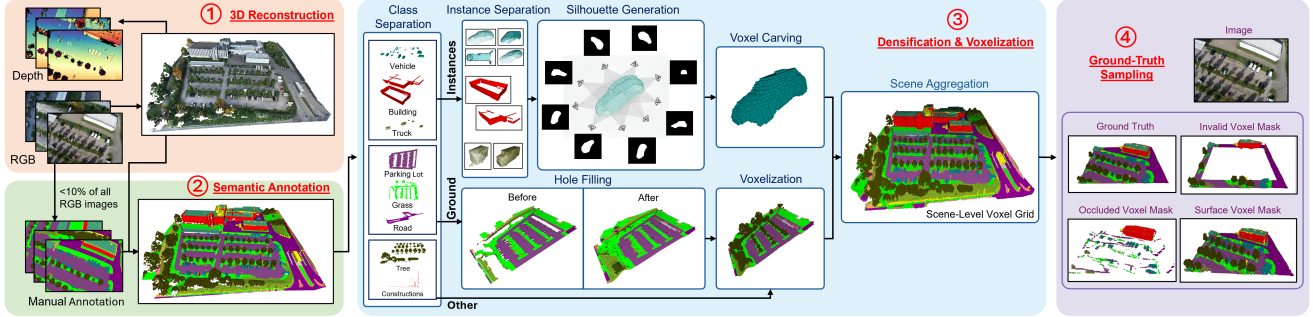 ① 3D Reconstruction
Depth
RGB
<10% of all
RGB images
② Semantic Annotation
Manual Annotation
Class
Separation
Vehicle
Building
Truck
Parking Lot
Grass
Road
Tree
Constructions
Instances
Ground
Other
Instance Separation
Silhouette Generation
Voxel Carving
Hole Filling
Before
After
Voxelization
③
Densification & Voxelization
Scene Aggregation
Scene-Level Voxel Grid
④
Ground-Truth
Sampling
Image
Ground Truth
Invalid Voxel Mask
Occluded Voxel Mask
Surface Voxel Mask